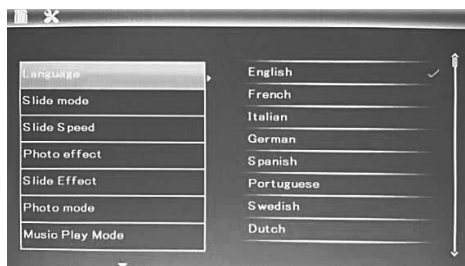 Language
Slide mode
Slide Speed
Photo effect
Slide Effect
Photo mode
Music Play Mode
English
French
Italian
German
Spanish
Portuguese
Swedish
Dutch